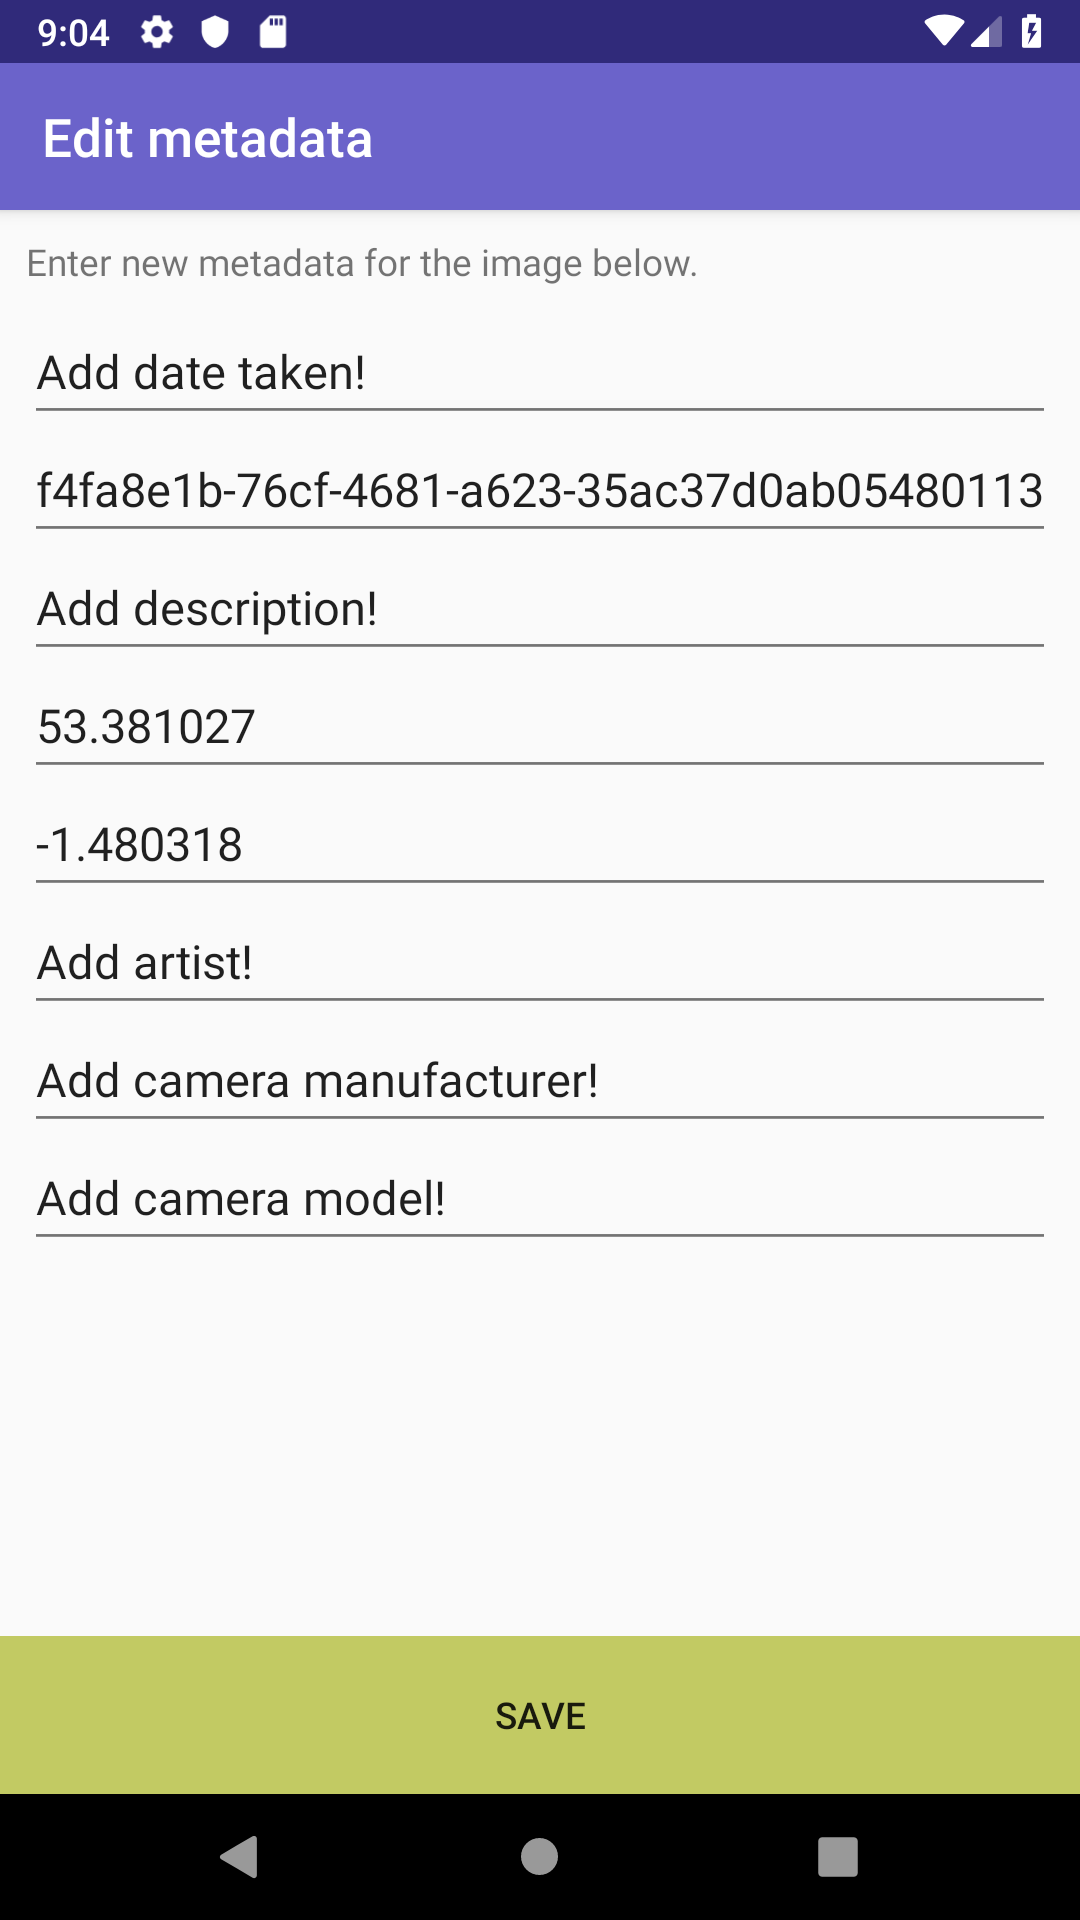 9:04
Edit metadata
Enter new metadata for the image below.
Add date taken!
f4fa8e1b-76cf-4681-a623-35ac37d0ab05480113
Add description!
53.381027
-1.480318
Add artist!
Add camera manufacturer!
Add camera model!
SAVE